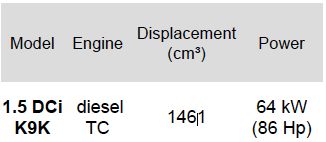 Model Engine Displacement (cm³) Power
1.5 DCi K9K diesel TC 1461 64 kW (86 Hp)